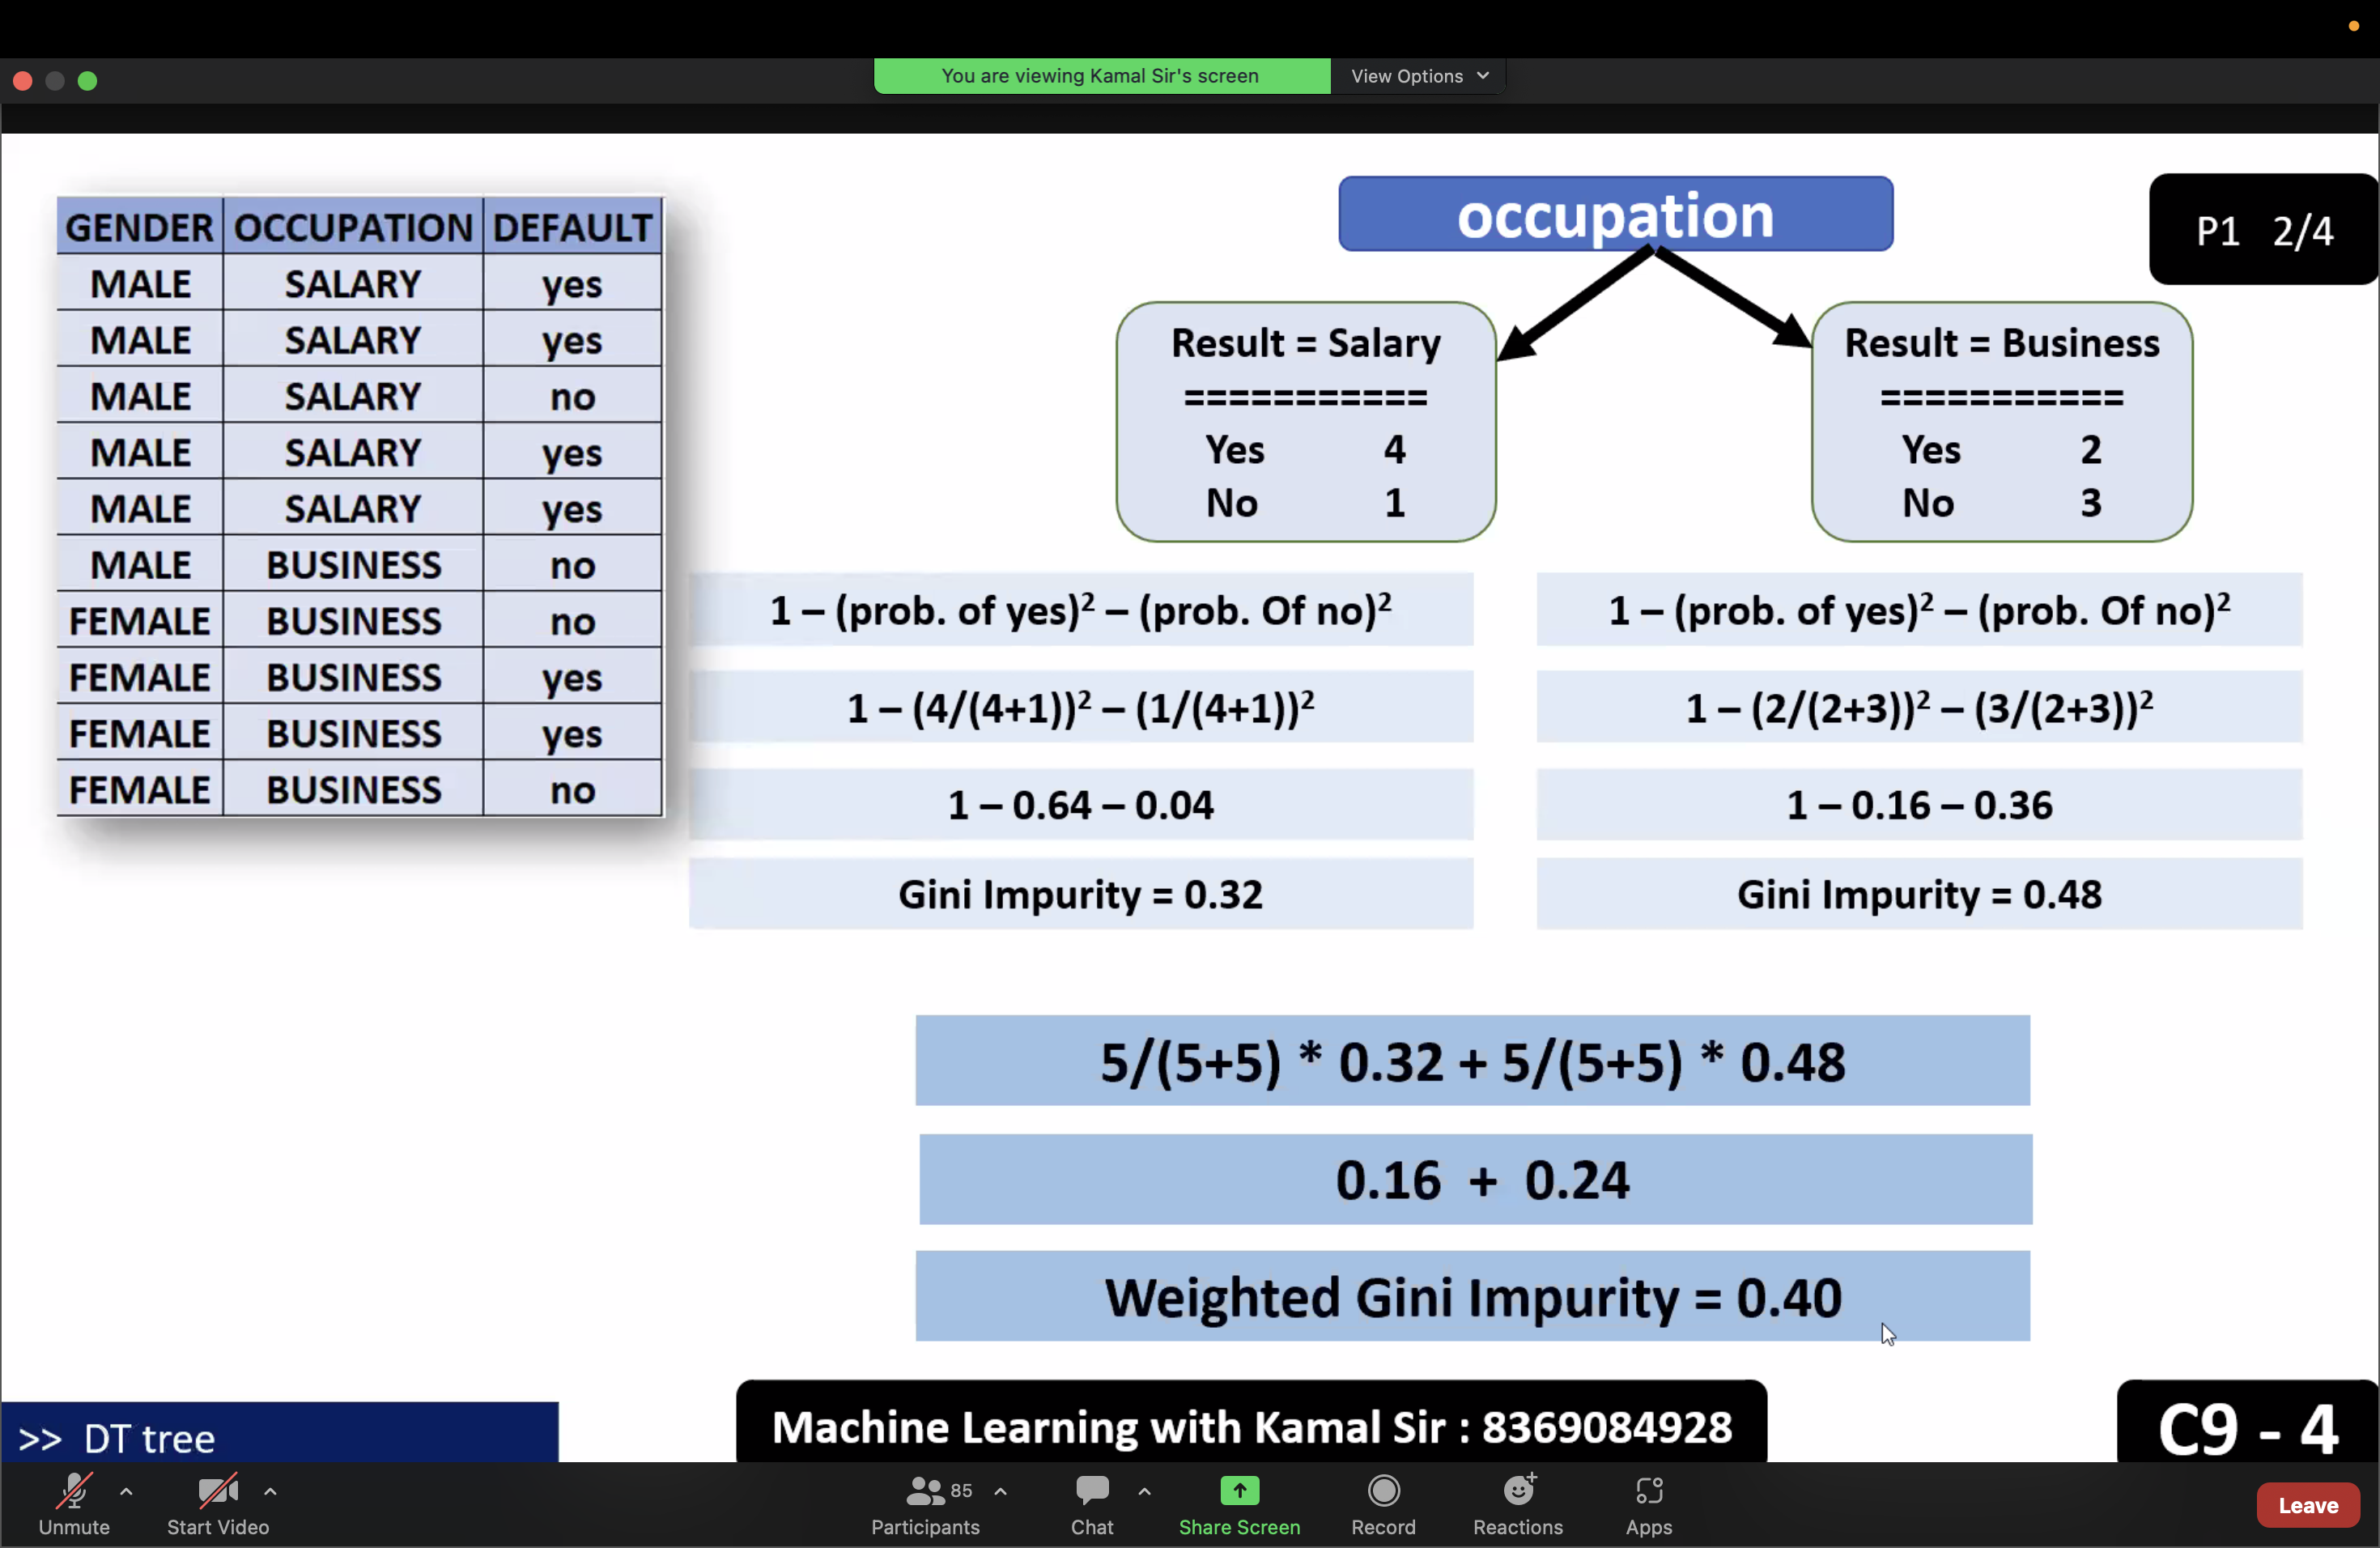 You are viewing Kamal Sir's screen
View Options
GENDER OCCUPATION DEFAULT
MALE SALARY yes
MALE SALARY yes
MALE SALARY no
MALE SALARY yes
MALE SALARY yes
MALE BUSINESS no
FEMALE BUSINESS no
FEMALE BUSINESS yes
FEMALE BUSINESS yes
FEMALE BUSINESS no
occupation
P1 2/4
Result = Salary
===========
Yes 4
No 1
Result = Business
===========
Yes 2
No 3
1 – (prob. of yes)² – (prob. Of no)²
1 – (4/(4+1))² – (1/(4+1))²
1 – 0.64 – 0.04
Gini Impurity = 0.32
1 – (prob. of yes)² – (prob. Of no)²
1 – (2/(2+3))² – (3/(2+3))²
1 – 0.16 – 0.36
Gini Impurity = 0.48
5/(5+5) * 0.32 + 5/(5+5) * 0.48
0.16 + 0.24
Weighted Gini Impurity = 0.40
>> DT tree
Machine Learning with Kamal Sir : 8369084928
C9 - 4
Unmute
Start Video
85
Participants
Chat
Share Screen
Record
Reactions
Apps
Leave